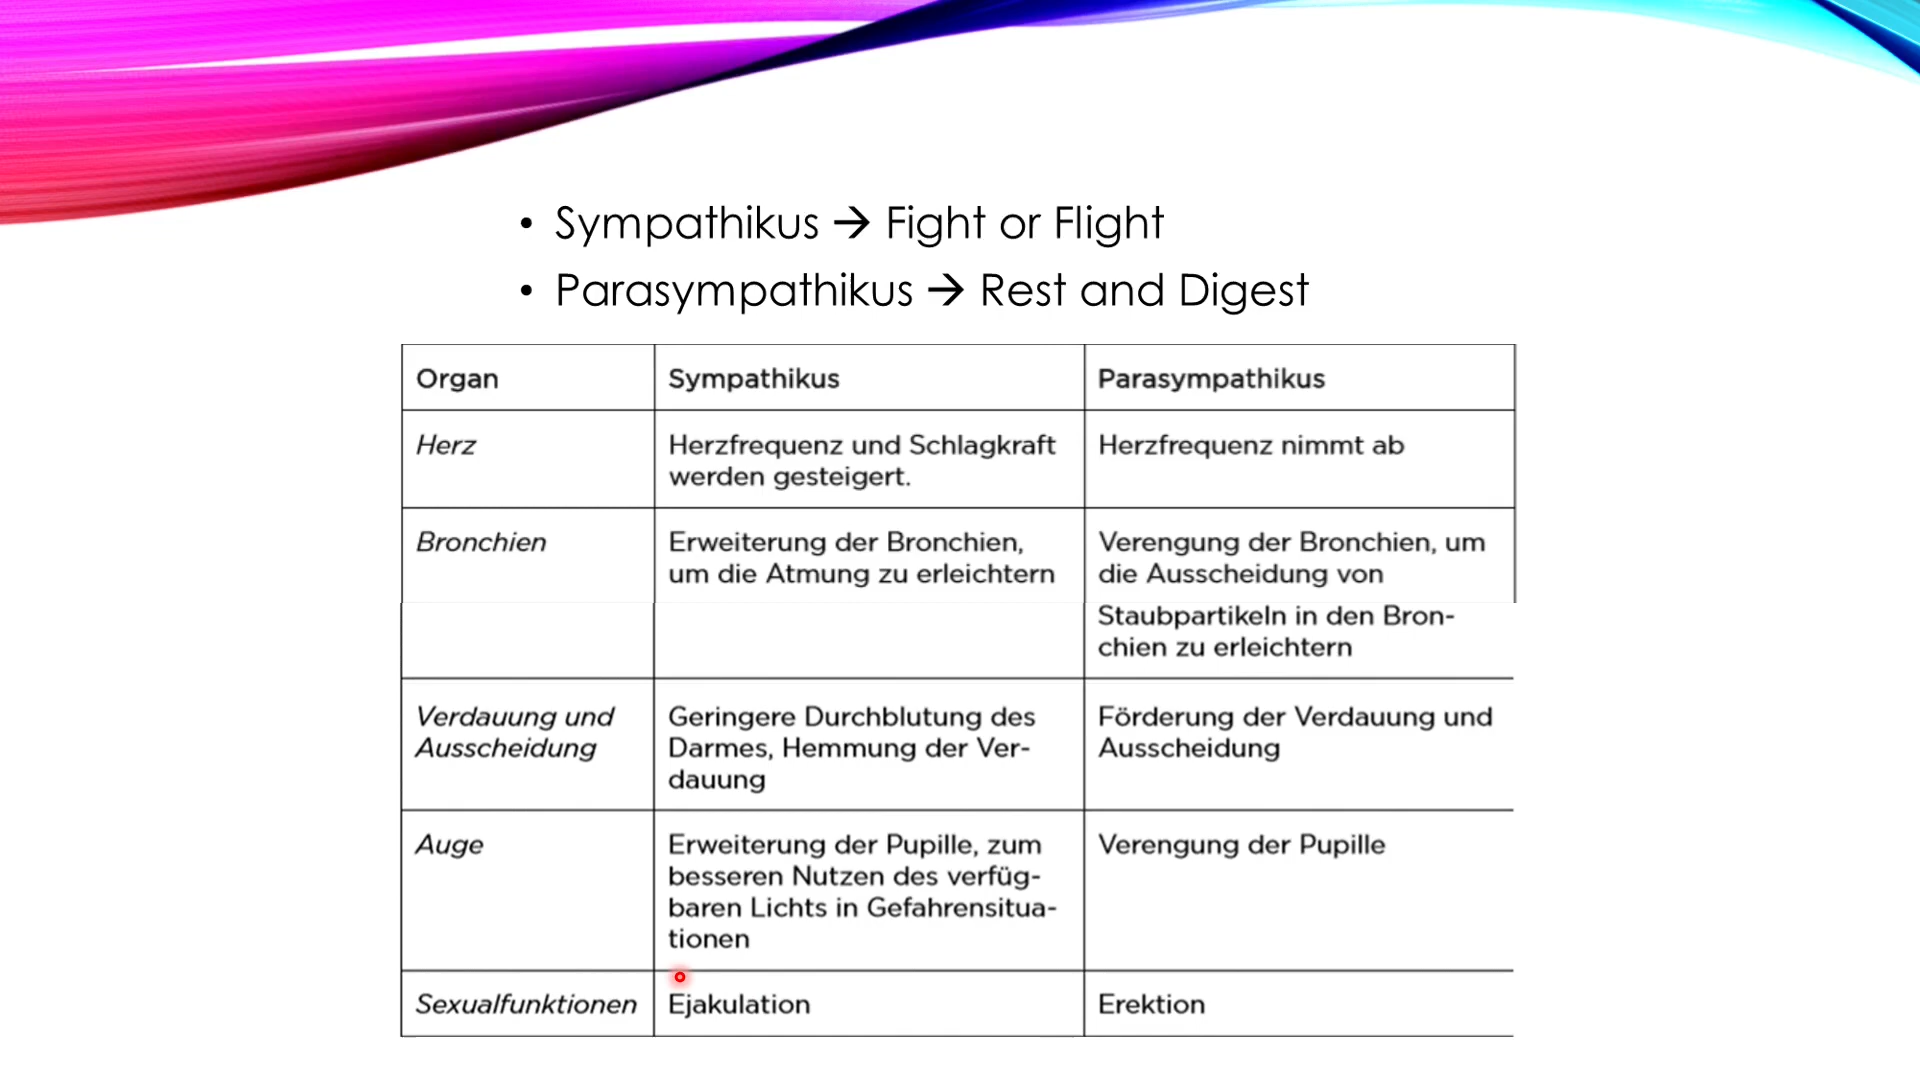 • Sympathikus → Fight or Flight
• Parasympathikus → Rest and Digest
Organ Sympathikus Parasympathikus
Herz Herzfrequenz und Schlagkraft Herzfrequenz nimmt ab
werden gesteigert.
Bronchien Erweiterung der Bronchien, Verengung der Bronchien, um
um die Atmung zu erleichtern die Ausscheidung von
Staubpartikeln in den Bron-
chien zu erleichtern
Verdauung und Geringere Durchblutung des Förderung der Verdauung und
Ausscheidung Darmes, Hemmung der Ver- Ausscheidung
dauung
Auge Erweiterung der Pupille, zum Verengung der Pupille
besseren Nutzen des verfüg-
baren Lichts in Gefahrensitua-
tionen
Sexualfunktionen Ejakulation Erektion